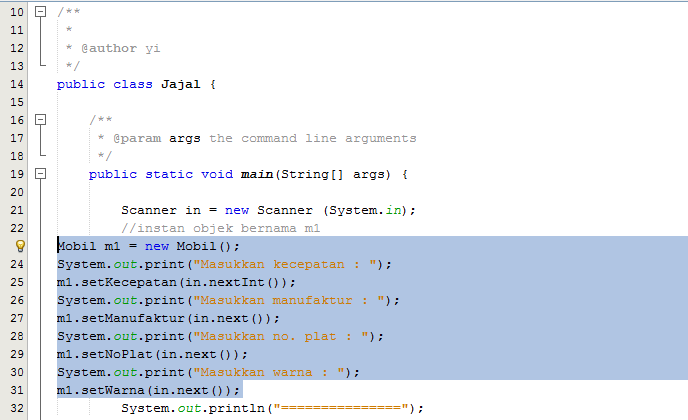 10 /**
11 *
12 * @author yi
13 */
14 public class Jajal {
15
16 /**
17 * @param args the command line arguments
18 */
19 public static void main(String[] args) {
20
21 Scanner in = new Scanner (System.in);
22 //instan objek bernama m1
Mobil m1 = new Mobil();
24 System.out.print("Masukkan kecepatan : ");
25 m1.setKecepatan(in.nextInt());
26 System.out.print("Masukkan manufaktur : ");
27 m1.setManufaktur(in.next());
28 System.out.print("Masukkan no. plat : ");
29 m1.setNoPlat(in.next());
30 System.out.print("Masukkan warna : ");
31 m1.setWarna(in.next());
32 System.out.println("===============");